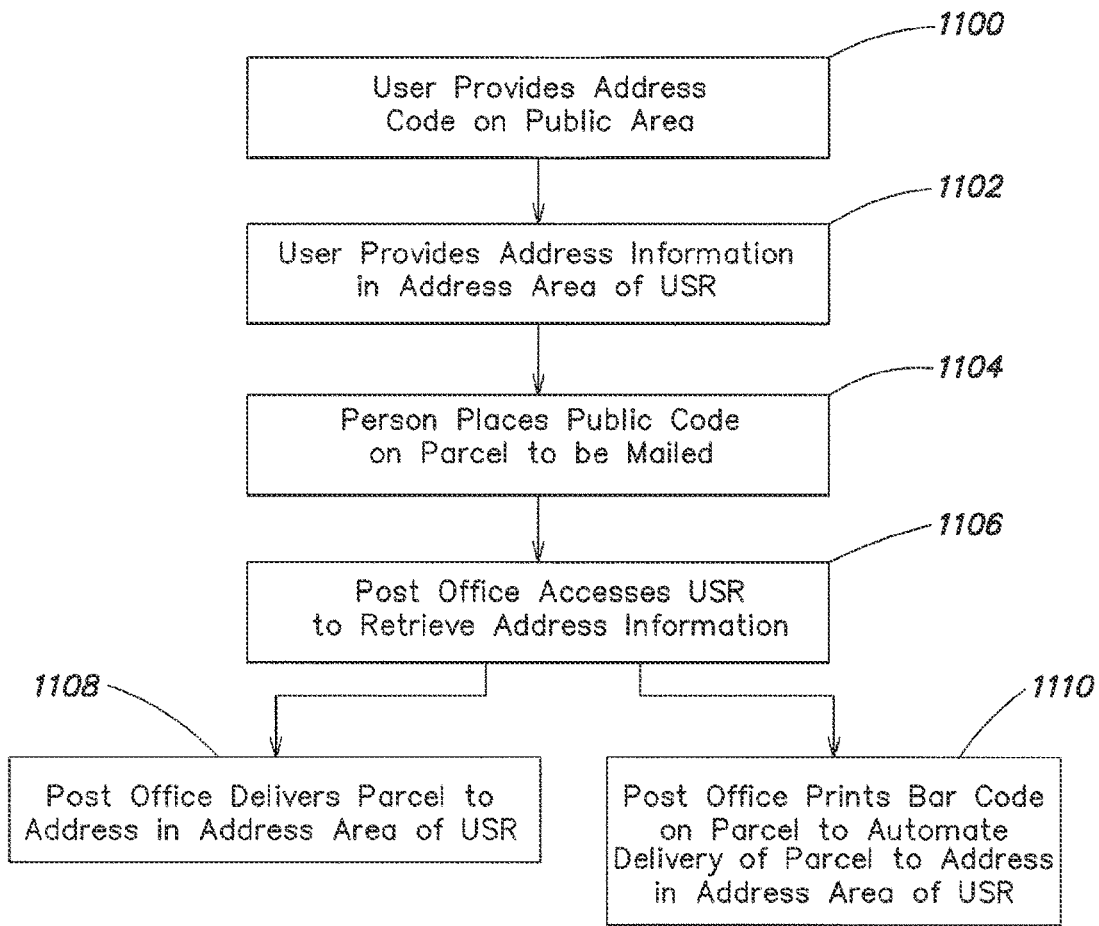 1100
User Provides Address
Code on Public Area
1102
User Provides Address Information
in Address Area of USR
1104
Person Places Public Code
on Parcel to be Mailed
1106
Post Office Accesses USR
to Retrieve Address Information
1108
Post Office Delivers Parcel to
Address in Address Area of USR
1110
Post Office Prints Bar Code
on Parcel to Automate
Delivery of Parcel to Address
in Address Area of USR